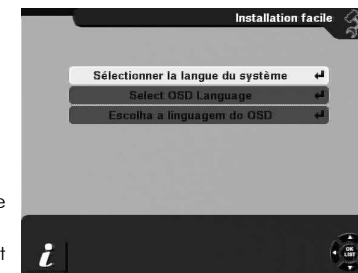 Installation facile
Sélectionner la langue du système
Select OSD Language
Escolha a linguagem do OSD
e
t
i
OK
LIST